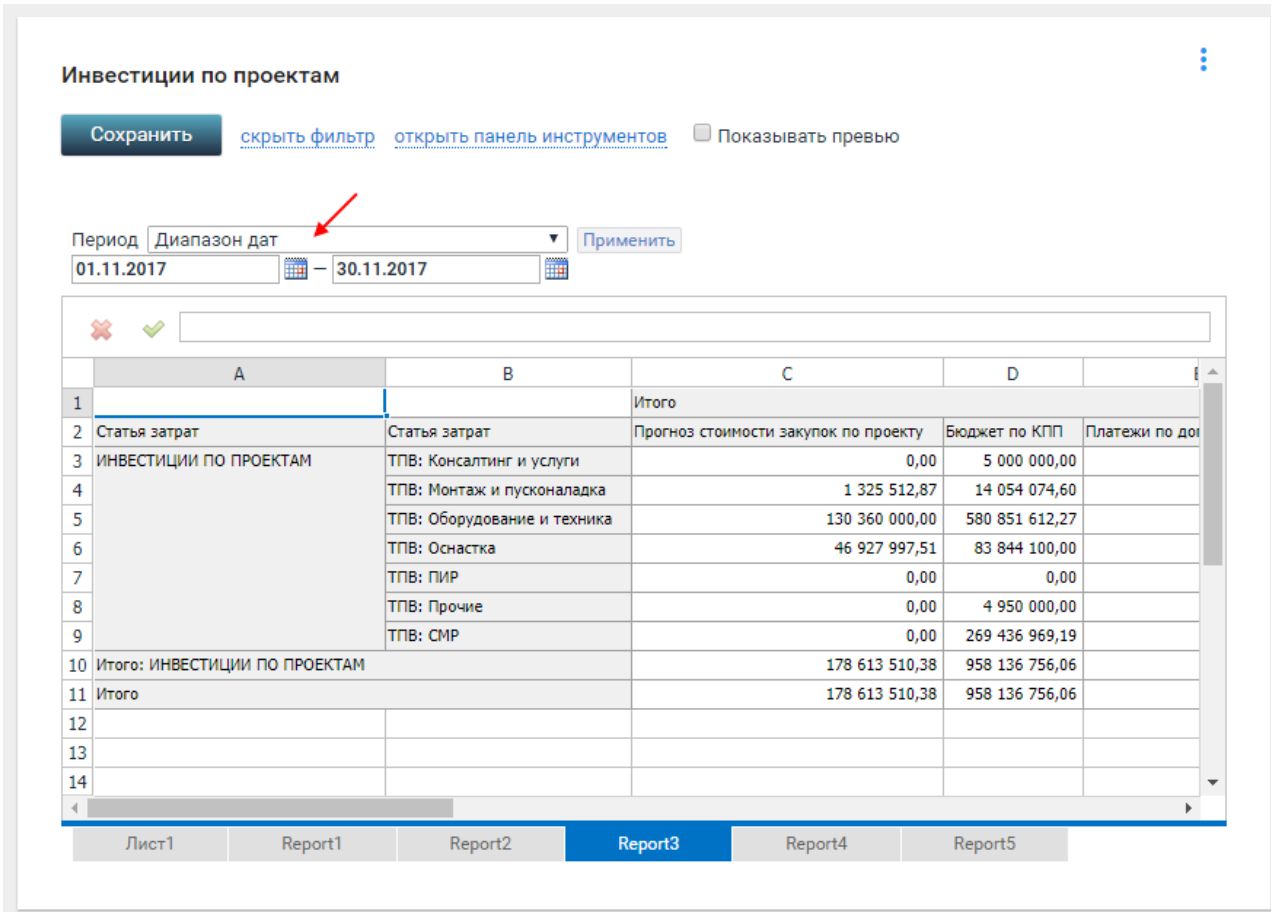 Инвестиции по проектам
Сохранить скрыть фильтр открыть панель инструментов Показывать превью
Период Диапазон дат Применить
01.11.2017 – 30.11.2017
A B C D E
1 Итого
2 Статья затрат Статья затрат Прогноз стоимости закупок по проекту Бюджет по КПП Платежи по дог
3 ИНВЕСТИЦИИ ПО ПРОЕКТАМ ТПВ: Консалтинг и услуги 0,00 5 000 000,00
4 ТПВ: Монтаж и пусконаладка 1 325 512,87 14 054 074,60
5 ТПВ: Оборудование и техника 130 360 000,00 580 851 612,27
6 ТПВ: Оснастка 46 927 997,51 83 844 100,00
7 ТПВ: ПИР 0,00 0,00
8 ТПВ: Прочие 0,00 4 950 000,00
9 ТПВ: СМР 0,00 269 436 969,19
10 Итого: ИНВЕСТИЦИИ ПО ПРОЕКТАМ 178 613 510,38 958 136 756,06
11 Итого 178 613 510,38 958 136 756,06
12
13
14
Лист1 Report1 Report2 Report3 Report4 Report5